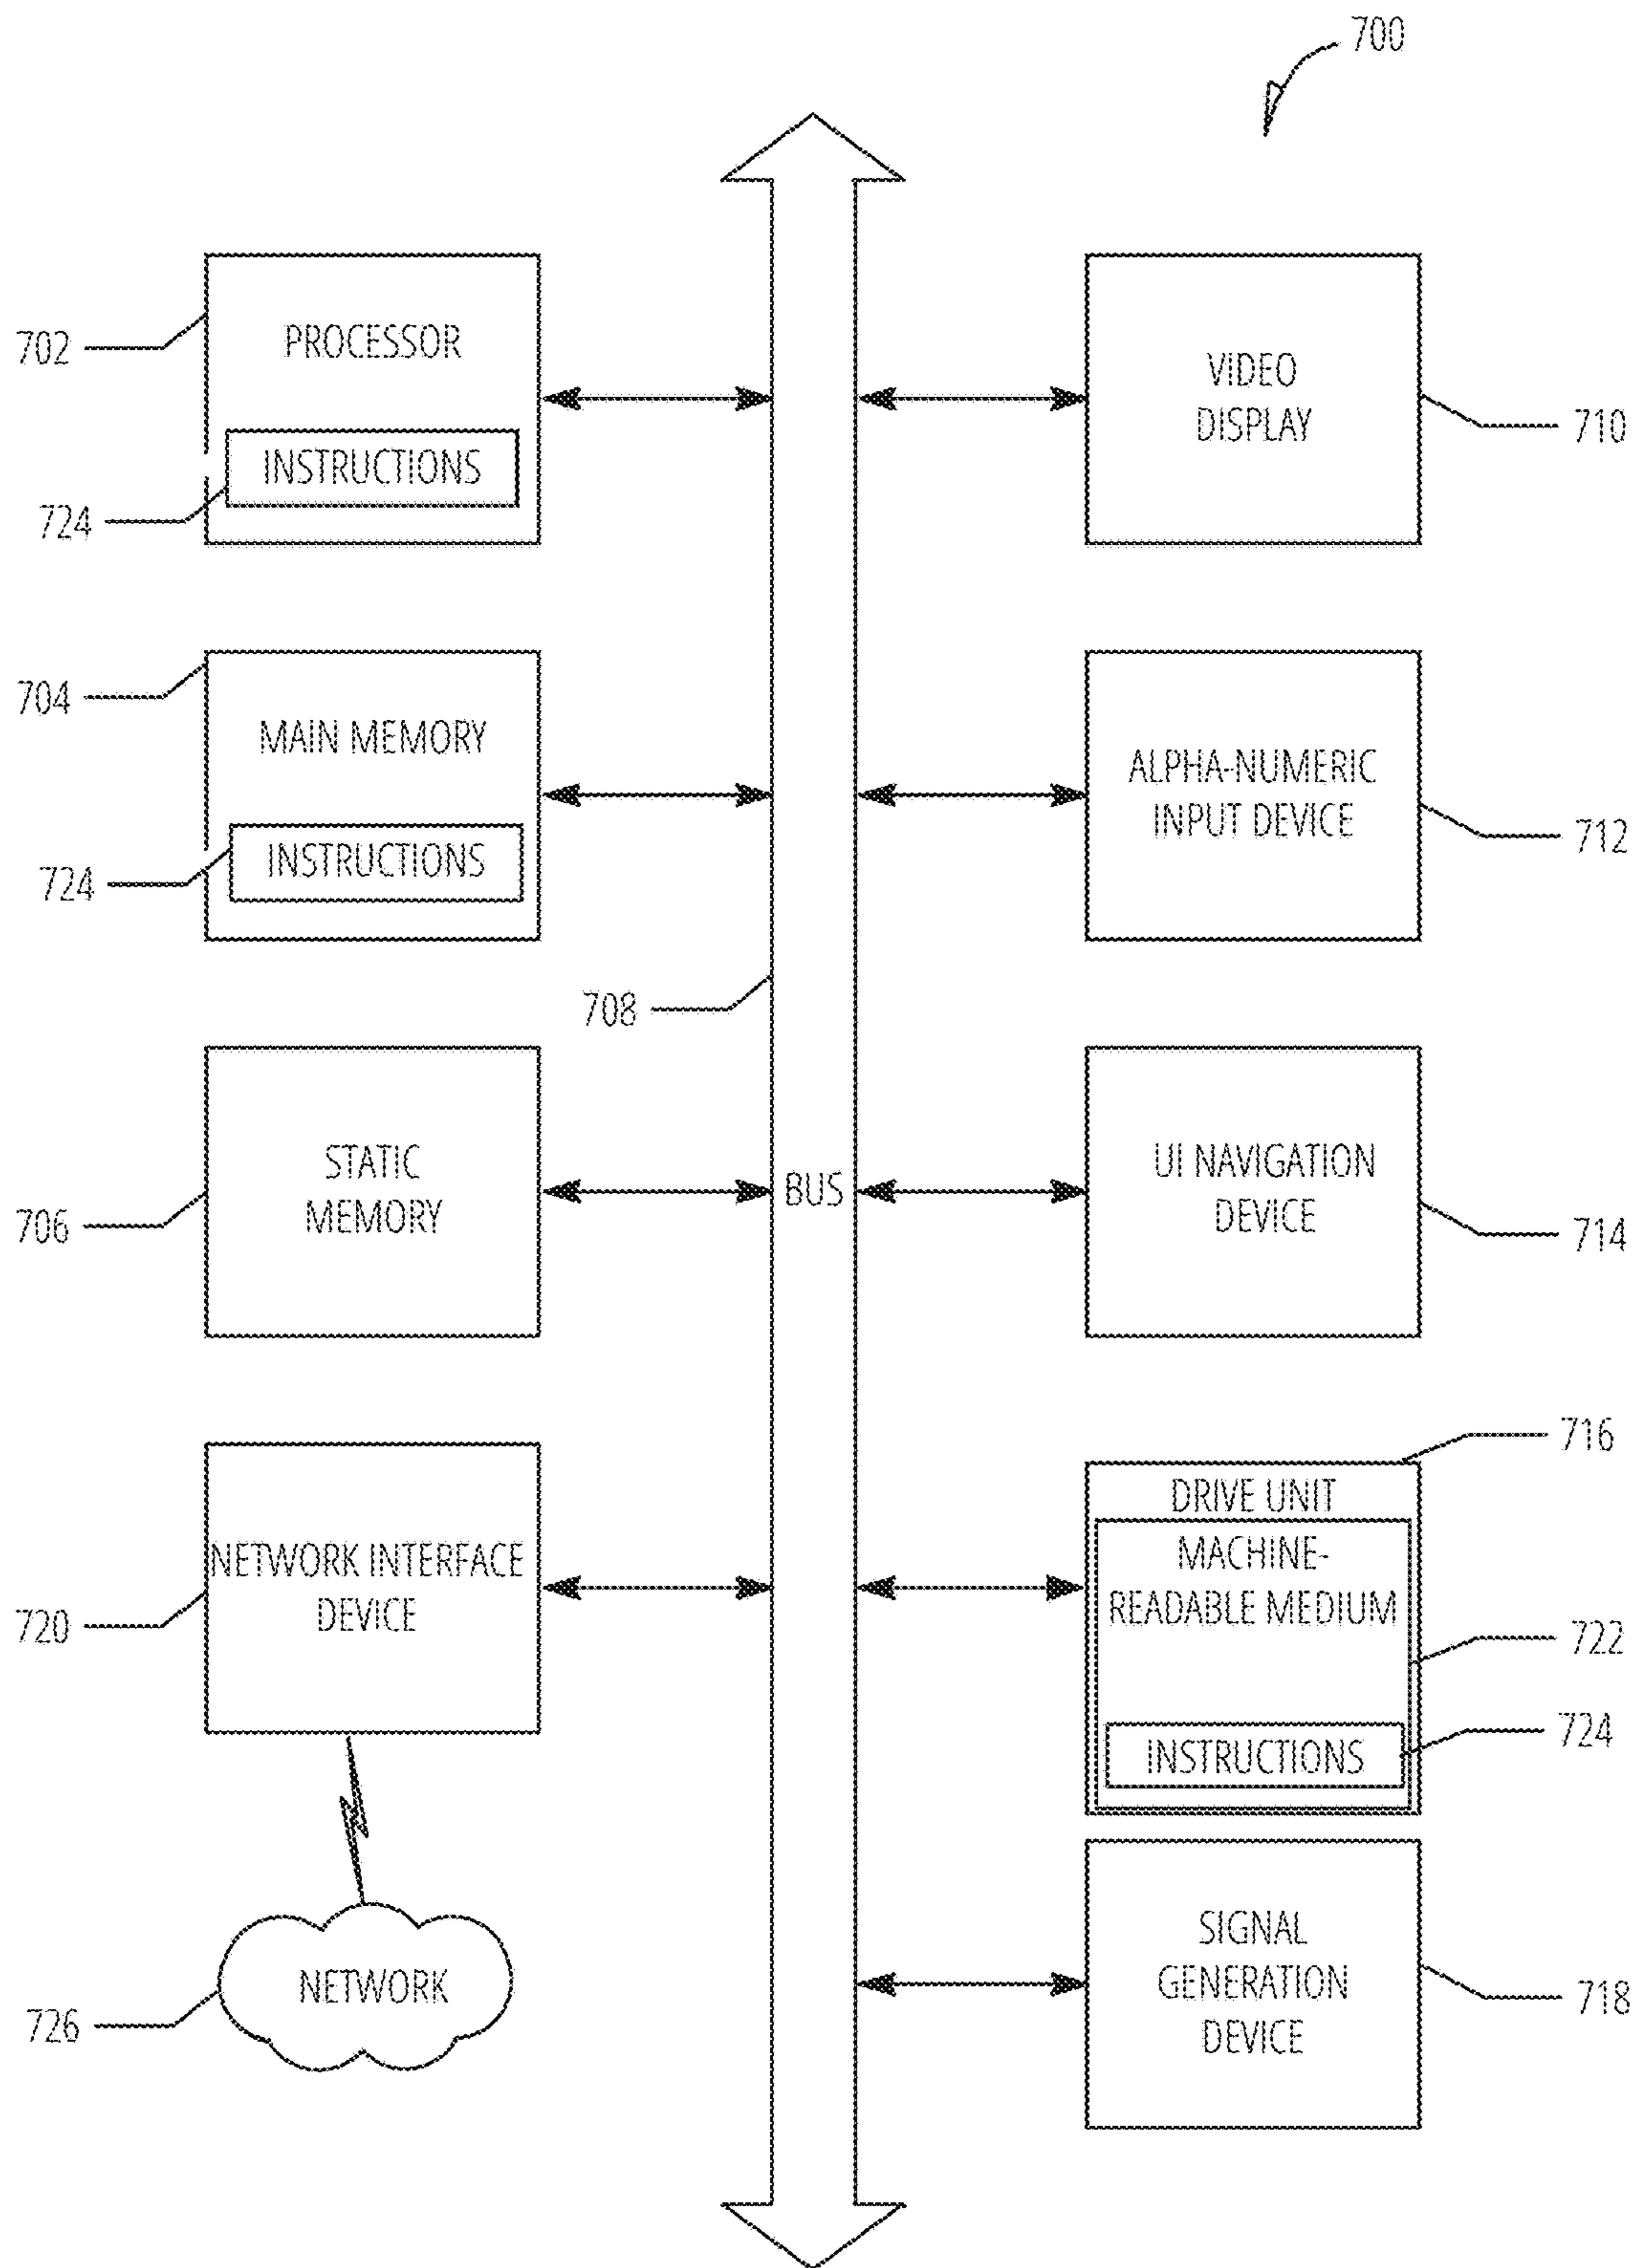 700
702
PROCESSOR
INSTRUCTIONS
724
VIDEO
DISPLAY
710
704
MAIN MEMORY
INSTRUCTIONS
724
ALPHA-NUMERIC
INPUT DEVICE
712
708
BUS
706
STATIC
MEMORY
UI NAVIGATION
DEVICE
714
720
NETWORK INTERFACE
DEVICE
716
DRIVE UNIT
MACHINE-
READABLE MEDIUM
722
INSTRUCTIONS
724
726
NETWORK
SIGNAL
GENERATION
DEVICE
718